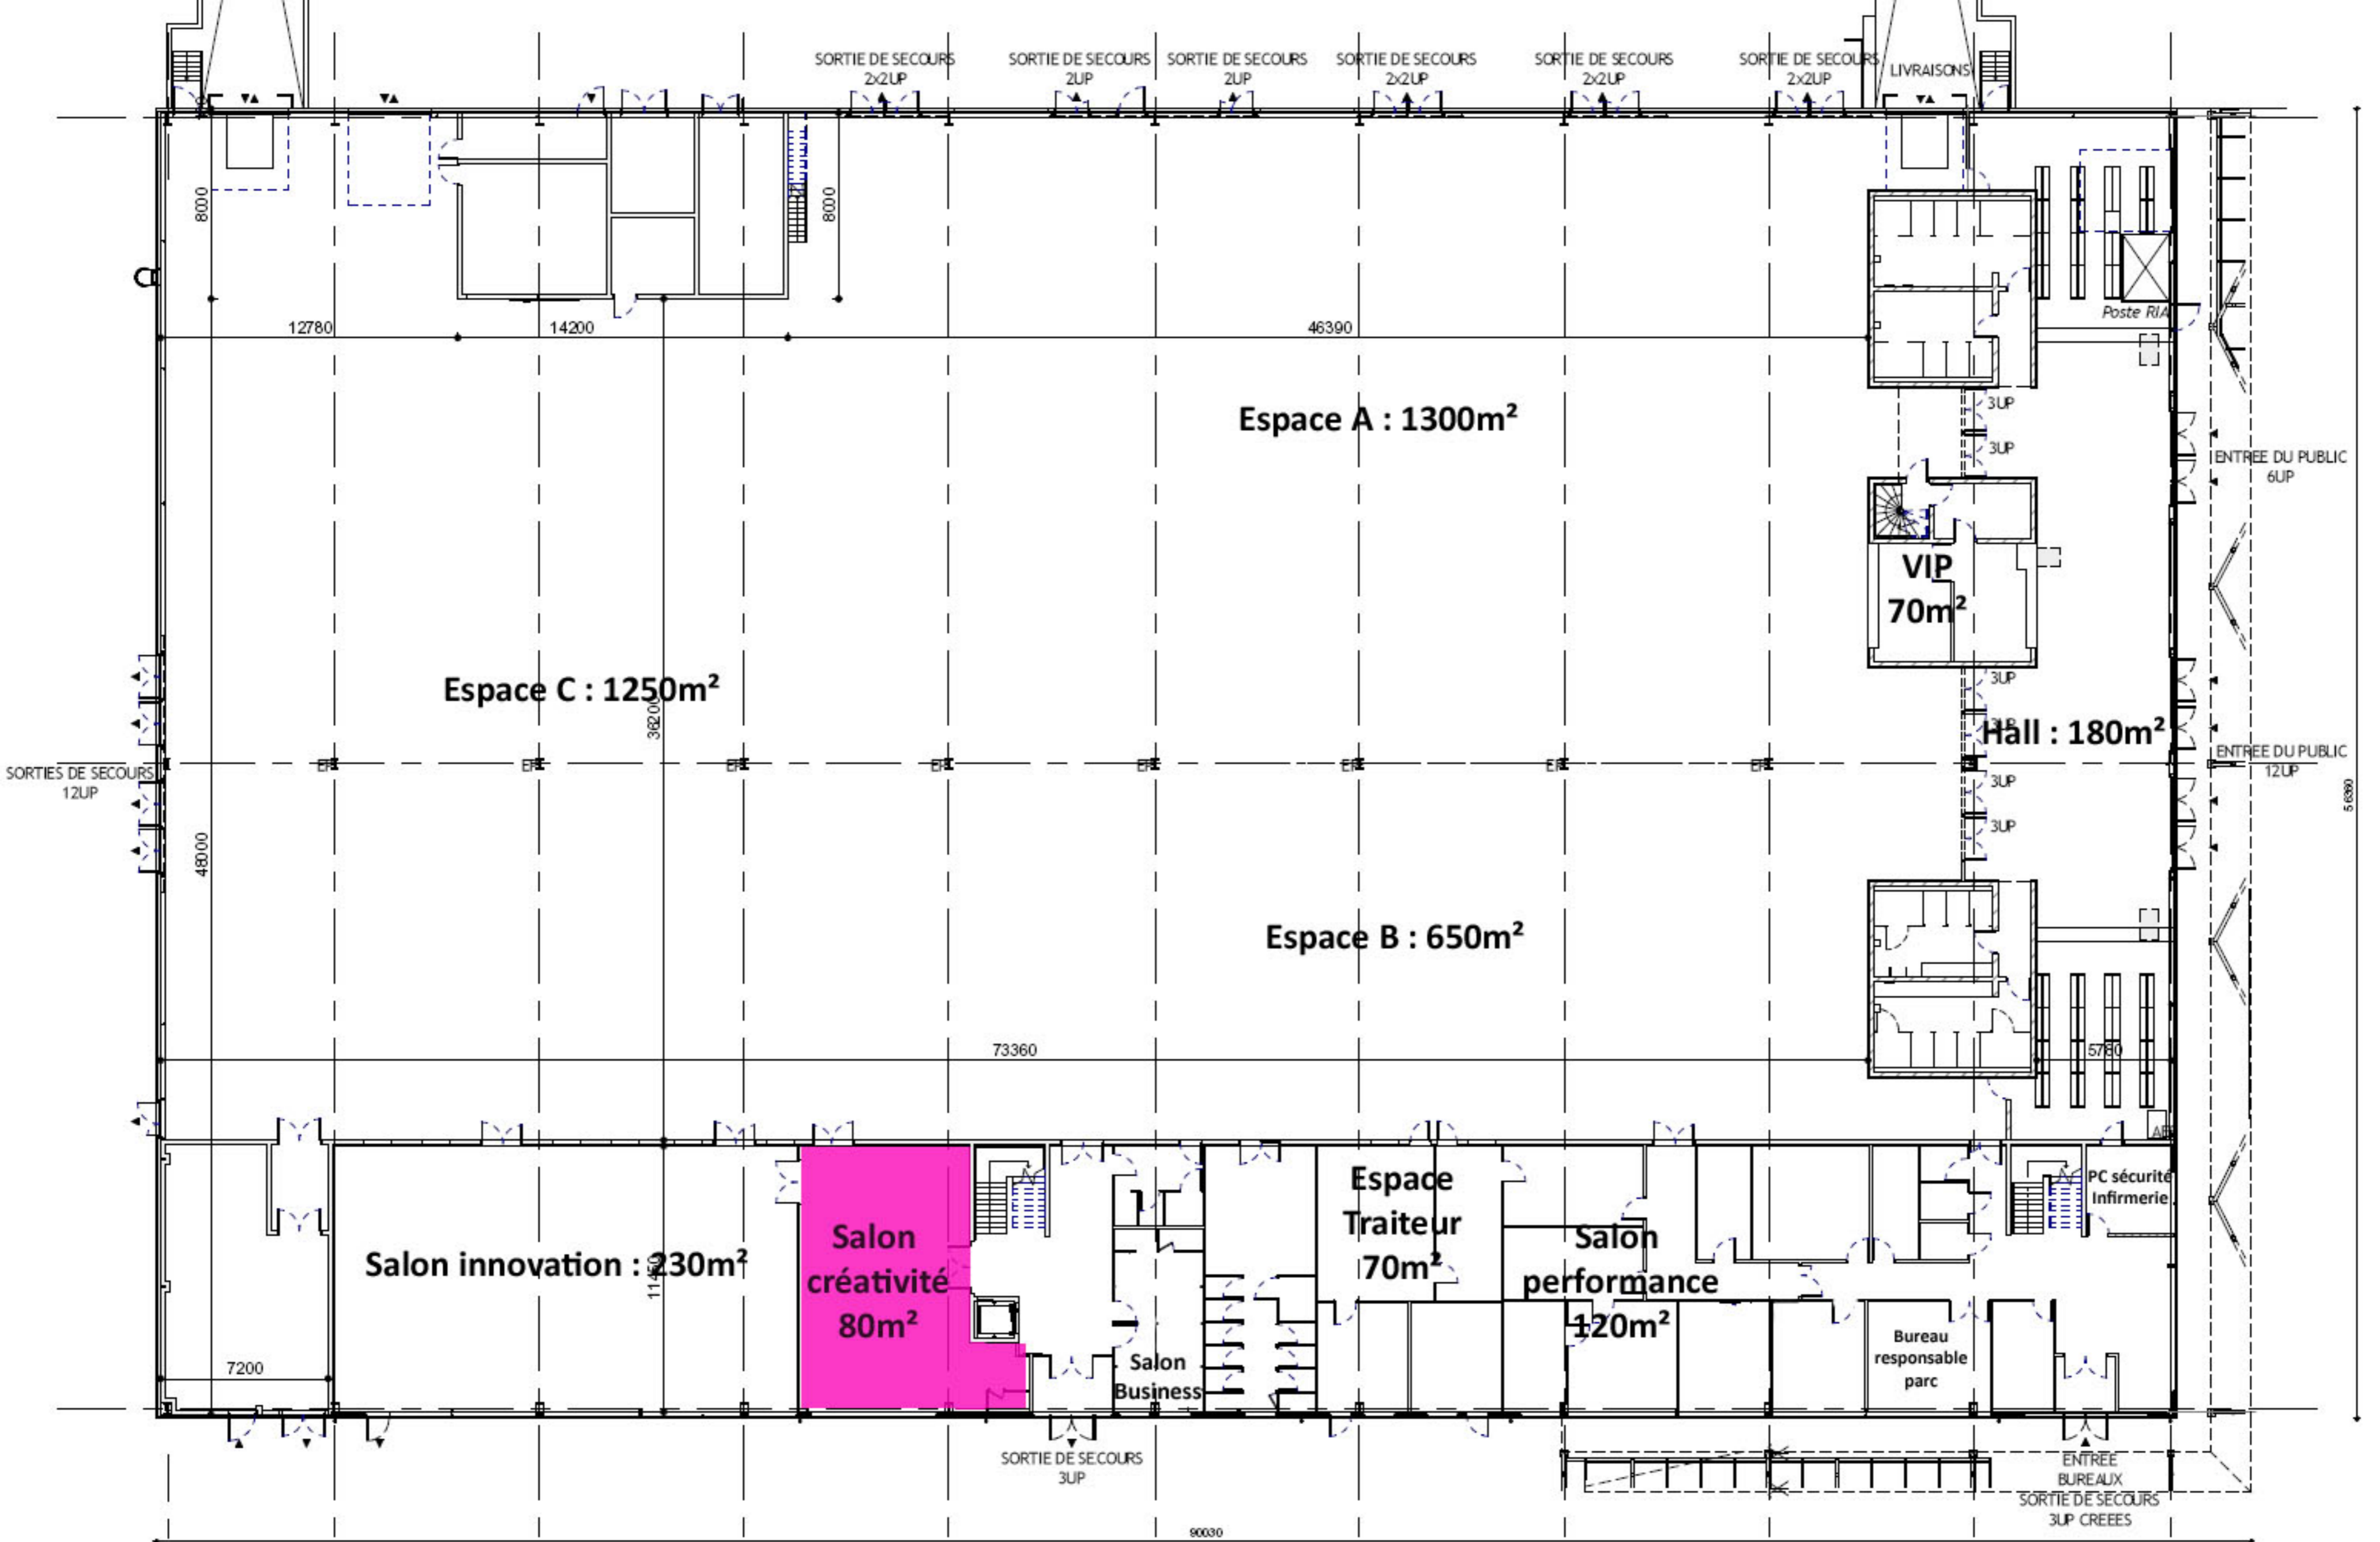 SORTIE DE SECOURS
2x2UP
SORTIE DE SECOURS
2UP
SORTIE DE SECOURS
2UP
SORTIE DE SECOURS
2x2UP
SORTIE DE SECOURS
2x2UP
SORTIE DE SECOURS
2x2UP
LIVRAISONS
8000
8000
Poste RIA
12780
14200
46390
Espace A : 1300m²
3UP
3UP
ENTREE DU PUBLIC
6UP
VIP
70m²
Espace C : 1250m²
36200
3UP
3UP
Hall : 180m²
ENTREE DU PUBLIC
12UP
SORTIES DE SECOURS
12UP
3UP
3UP
56360
48000
Espace B : 650m²
73360
5780
Salon innovation : 230m²
11450
Salon
créativité
80m²
Salon
Business
Espace
Traiteur
70m²
Salon
performance
120m²
PC sécurité
Infirmerie
Bureau
responsable
parc
7200
SORTIE DE SECOURS
3UP
ENTREE
BUREAUX
SORTIE DE SECOURS
3UP CREEES
90030